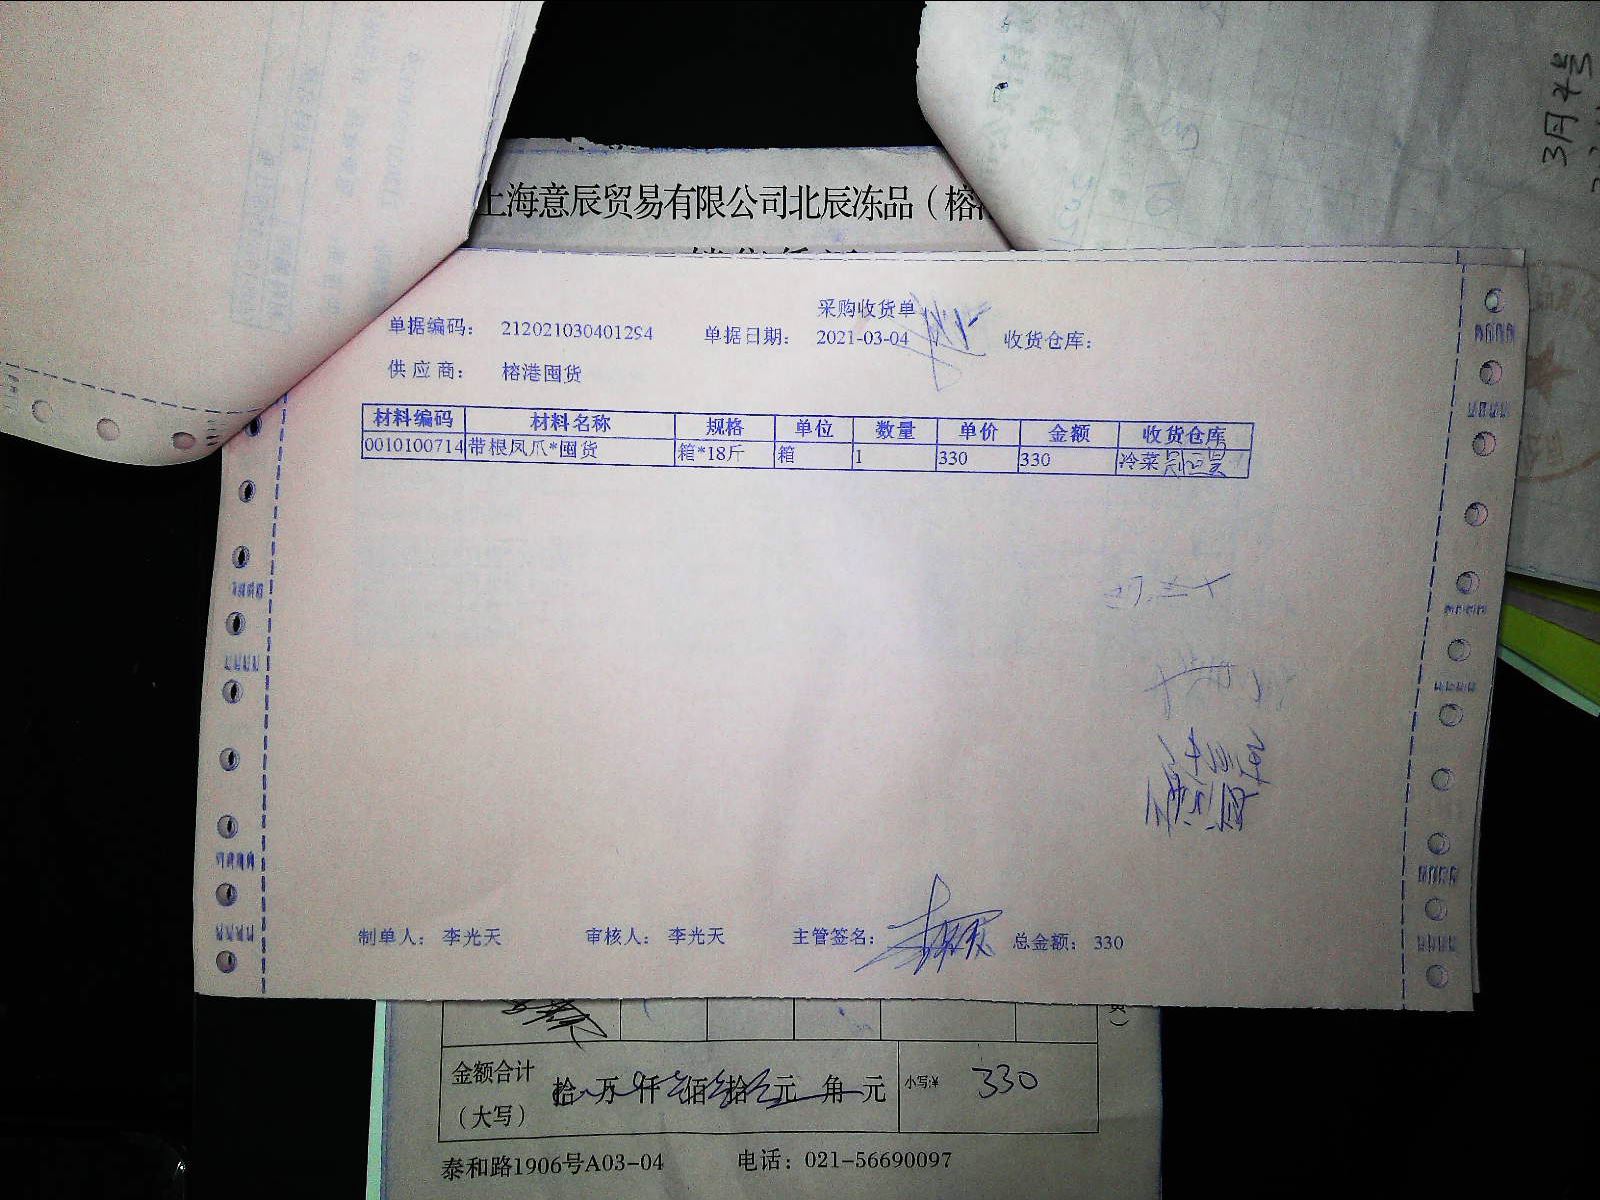 3月4号
上海意辰贸易有限公司北辰冻品（榕
采购收货单
单据编码： 2120210304012S4 单据日期： 2021-03-04 收货仓库：
供应商： 榕港囤货
材料编码 材料名称 规格 单位 数量 单价 金额 收货仓库
0010100714 带根凤爪*囤货 箱*18斤 箱 1 330 330 冷菜
制单人： 李光天 审核人： 李光天 主管签名： 总金额： 330
金额合计（大写） 拾 万 仟 佰 拾 元 角 元 小写:¥ 330
泰和路1906号A03-04 电话：021-56690097